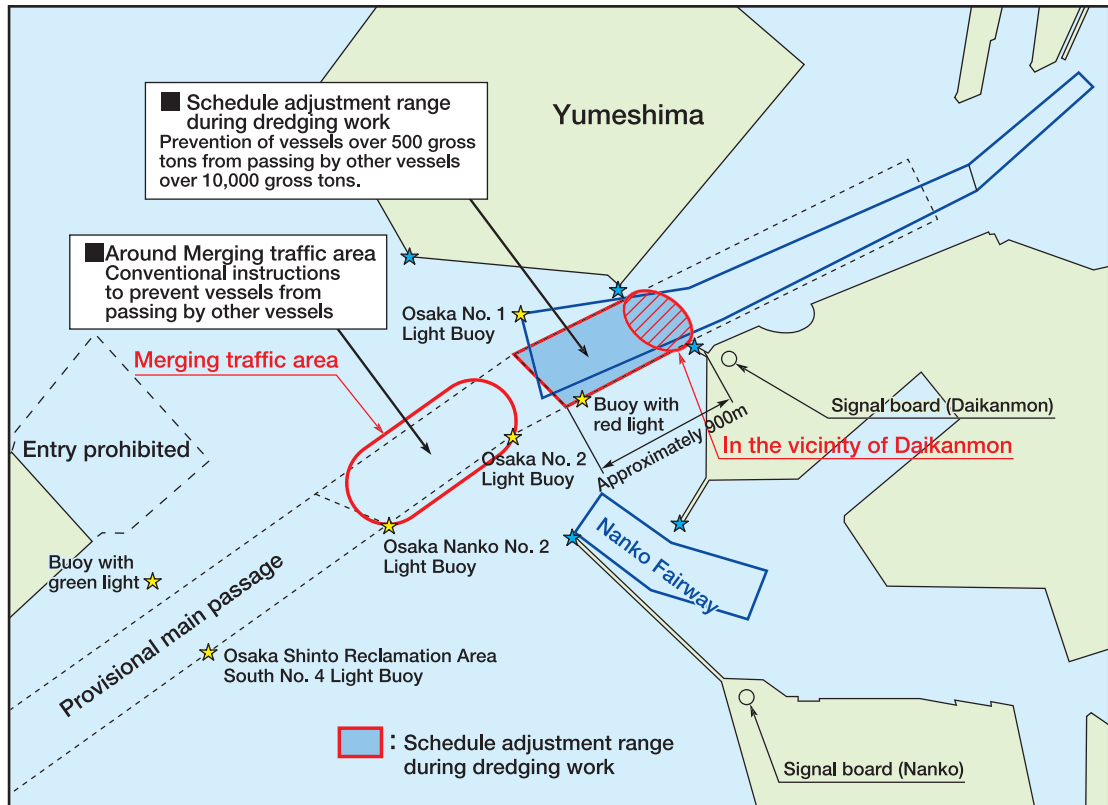 ■ Schedule adjustment range
during dredging work
Prevention of vessels over 500 gross
tons from passing by other vessels
over 10,000 gross tons.
Yumeshima
■ Around Merging traffic area
Conventional instructions
to prevent vessels from
passing by other vessels
Osaka No. 1
Light Buoy
Merging traffic area
Buoy with
red light
Signal board (Daikanmon)
Approximately 900m
In the vicinity of Daikanmon
Entry prohibited
Osaka No. 2
Light Buoy
Osaka Nanko No. 2
Light Buoy
Nanko Fairway
Buoy with
green light
Provisional main passage
Osaka Shinto Reclamation Area
South No. 4 Light Buoy
: Schedule adjustment range
during dredging work
Signal board (Nanko)